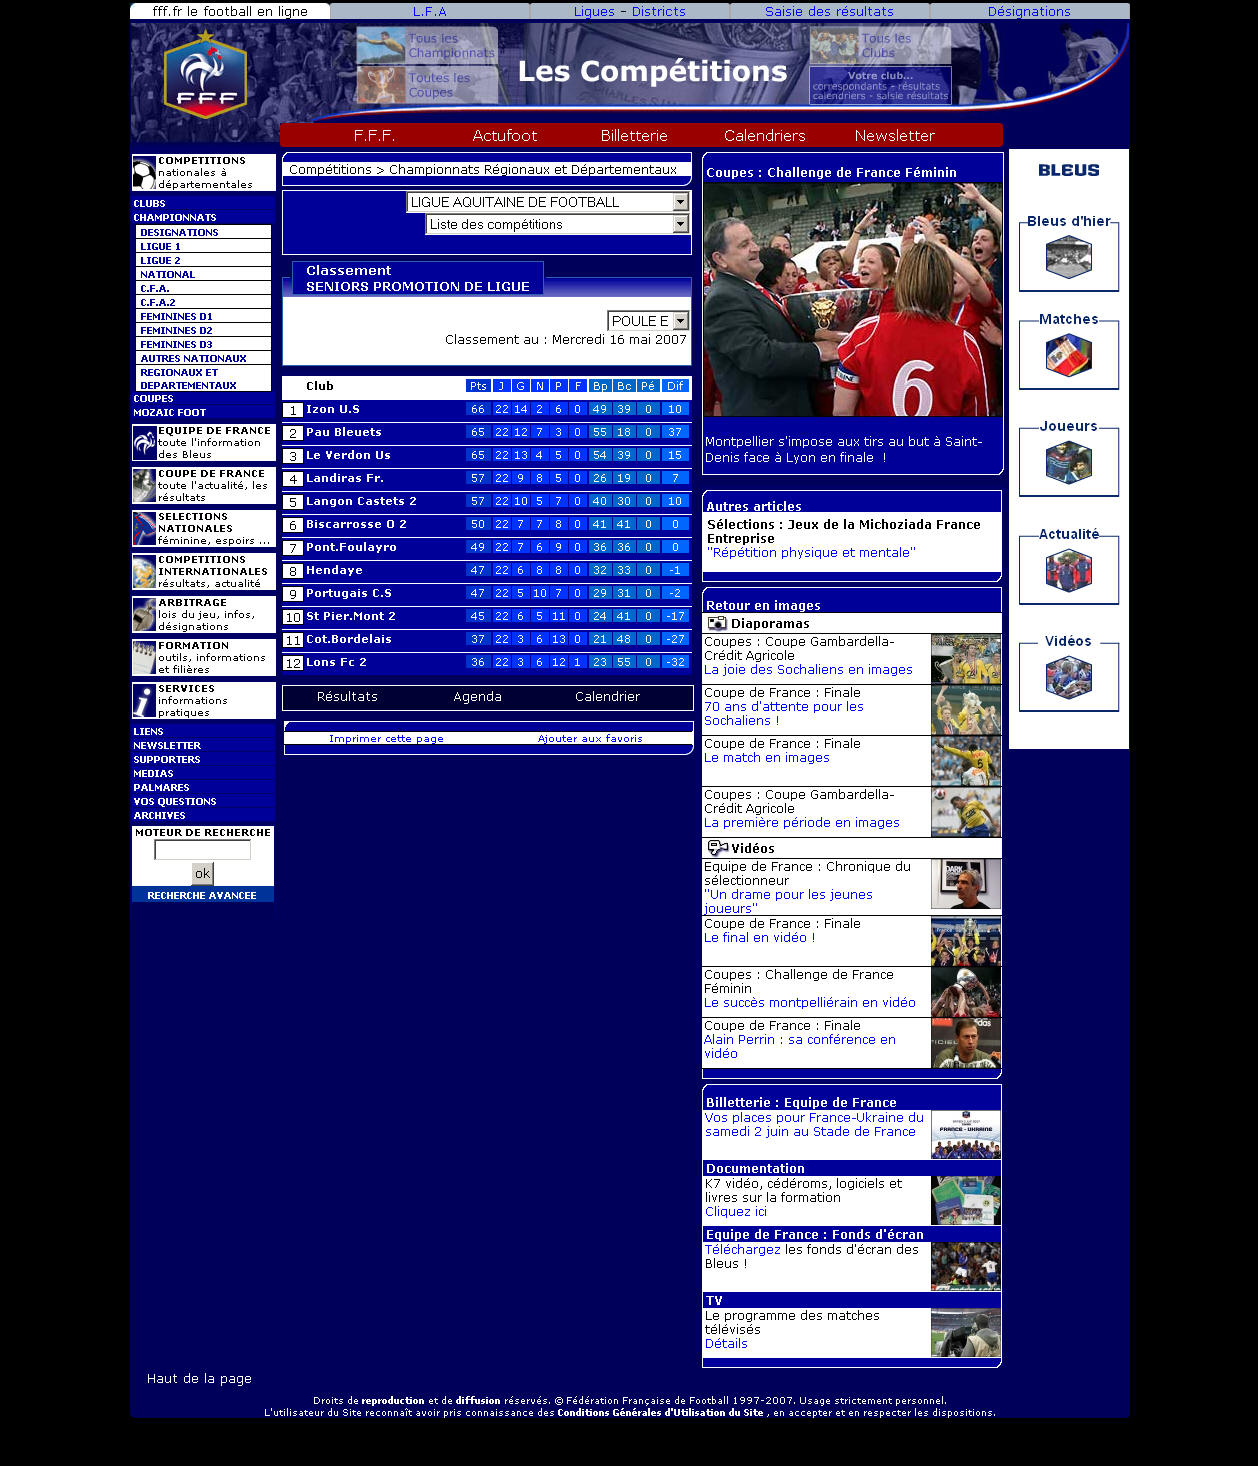 fff.fr le football en ligne
L.F.A
Ligues - Districts
Saisie des résultats
Désignations
FFF
Tous les
Championnats
Toutes les
Coupes
Les Compétitions
Tous les
Clubs
Votre club...
correspondants - résultats
calendriers - saisie résultats
F.F.F.
Actufoot
Billetterie
Calendriers
Newsletter
COMPETITIONS
nationales à
départementales
CLUBS
CHAMPIONNATS
DESIGNATIONS
LIGUE 1
LIGUE 2
NATIONAL
C.F.A.
C.F.A.2
FEMININES D1
FEMININES D2
FEMININES D3
AUTRES NATIONAUX
REGIONAUX ET
DEPARTEMENTAUX
COUPES
MOZAIC FOOT
EQUIPE DE FRANCE
toute l'information
des Bleus
COUPE DE FRANCE
toute l'actualité, les
résultats
SELECTIONS
NATIONALES
féminine, espoirs ...
COMPETITIONS
INTERNATIONALES
résultats, actualité
ARBITRAGE
lois du jeu, infos,
désignations
FORMATION
outils, informations
et filières
SERVICES
informations
pratiques
LIENS
NEWSLETTER
SUPPORTERS
MEDIAS
PALMARES
VOS QUESTIONS
ARCHIVES
MOTEUR DE RECHERCHE
ok
RECHERCHE AVANCEE
Compétitions > Championnats Régionaux et Départementaux
LIGUE AQUITAINE DE FOOTBALL
Liste des compétitions
Classement
SENIORS PROMOTION DE LIGUE
POULE E
Classement au : Mercredi 16 mai 2007
Club Pts J G N P F Bp Bc Pé Dif
1 Izon U.S 66 22 14 2 6 0 49 39 0 10
2 Pau Bleuets 65 22 12 7 3 0 55 18 0 37
3 Le Verdon Us 65 22 13 4 5 0 54 39 0 15
4 Landiras Fr. 57 22 9 8 5 0 26 19 0 7
5 Langon Castets 2 57 22 10 5 7 0 40 30 0 10
6 Biscarrosse O 2 50 22 7 7 8 0 41 41 0 0
7 Pont.Foulayro 49 22 7 6 9 0 36 36 0 0
8 Hendaye 47 22 6 8 8 0 32 33 0 -1
9 Portugais C.S 47 22 5 10 7 0 29 31 0 -2
10 St Pier.Mont 2 45 22 6 5 11 0 24 41 0 -17
11 Cot.Bordelais 37 22 3 6 13 0 21 48 0 -27
12 Lons Fc 2 36 22 3 6 12 1 23 55 0 -32
Résultats
Agenda
Calendrier
Imprimer cette page
Ajouter aux favoris
Coupes : Challenge de France Féminin
6
Montpellier s'impose aux tirs au but à Saint-
Denis face à Lyon en finale !
Autres articles
Sélections : Jeux de la Michoziada France
Entreprise
"Répétition physique et mentale"
Retour en images
Diaporamas
Coupes : Coupe Gambardella-
Crédit Agricole
La joie des Sochaliens en images
Coupe de France : Finale
70 ans d'attente pour les
Sochaliens !
Coupe de France : Finale
Le match en images
Coupes : Coupe Gambardella-
Crédit Agricole
La première période en images
Vidéos
Equipe de France : Chronique du
sélectionneur
"Un drame pour les jeunes
joueurs"
Coupe de France : Finale
Le final en vidéo !
Coupes : Challenge de France
Féminin
Le succès montpelliérain en vidéo
Coupe de France : Finale
Alain Perrin : sa conférence en
vidéo
Billetterie : Equipe de France
Vos places pour France-Ukraine du
samedi 2 juin au Stade de France
FRANCE - UKRAINE
Documentation
K7 vidéo, cédéroms, logiciels et
livres sur la formation
Cliquez ici
Equipe de France : Fonds d'écran
Téléchargez les fonds d'écran des
Bleus !
TV
Le programme des matches
télévisés
Détails
BLEUS
Bleus d'hier
Matches
Joueurs
Actualité
Vidéos
Haut de la page
Droits de reproduction et de diffusion réservés. © Fédération Française de Football 1997-2007. Usage strictement personnel.
L'utilisateur du Site reconnaît avoir pris connaissance des Conditions Générales d'Utilisation du Site , en accepter et en respecter les dispositions.